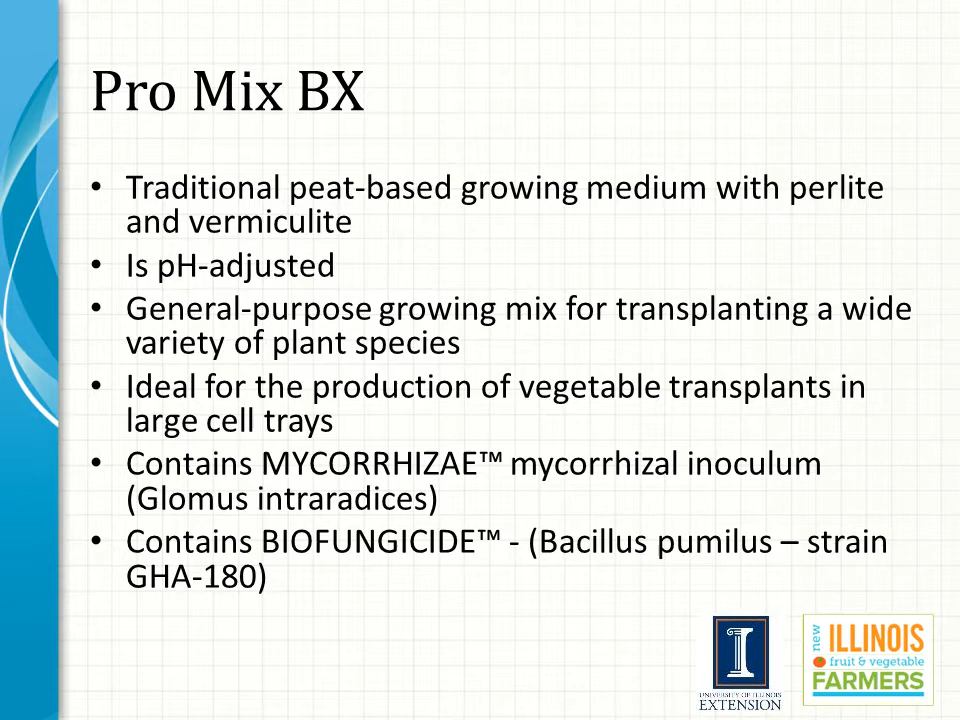 Pro Mix BX
• Traditional peat-based growing medium with perlite
and vermiculite
• Is pH-adjusted
• General-purpose growing mix for transplanting a wide
variety of plant species
• Ideal for the production of vegetable transplants in
large cell trays
• Contains MYCORRHIZAE™ mycorrhizal inoculum
(Glomus intraradices)
• Contains BIOFUNGICIDE™ - (Bacillus pumilus – strain
GHA-180)
I
UNIVERSITY OF ILLINOIS
EXTENSION
new
ILLINOIS
fruit & vegetable
FARMERS